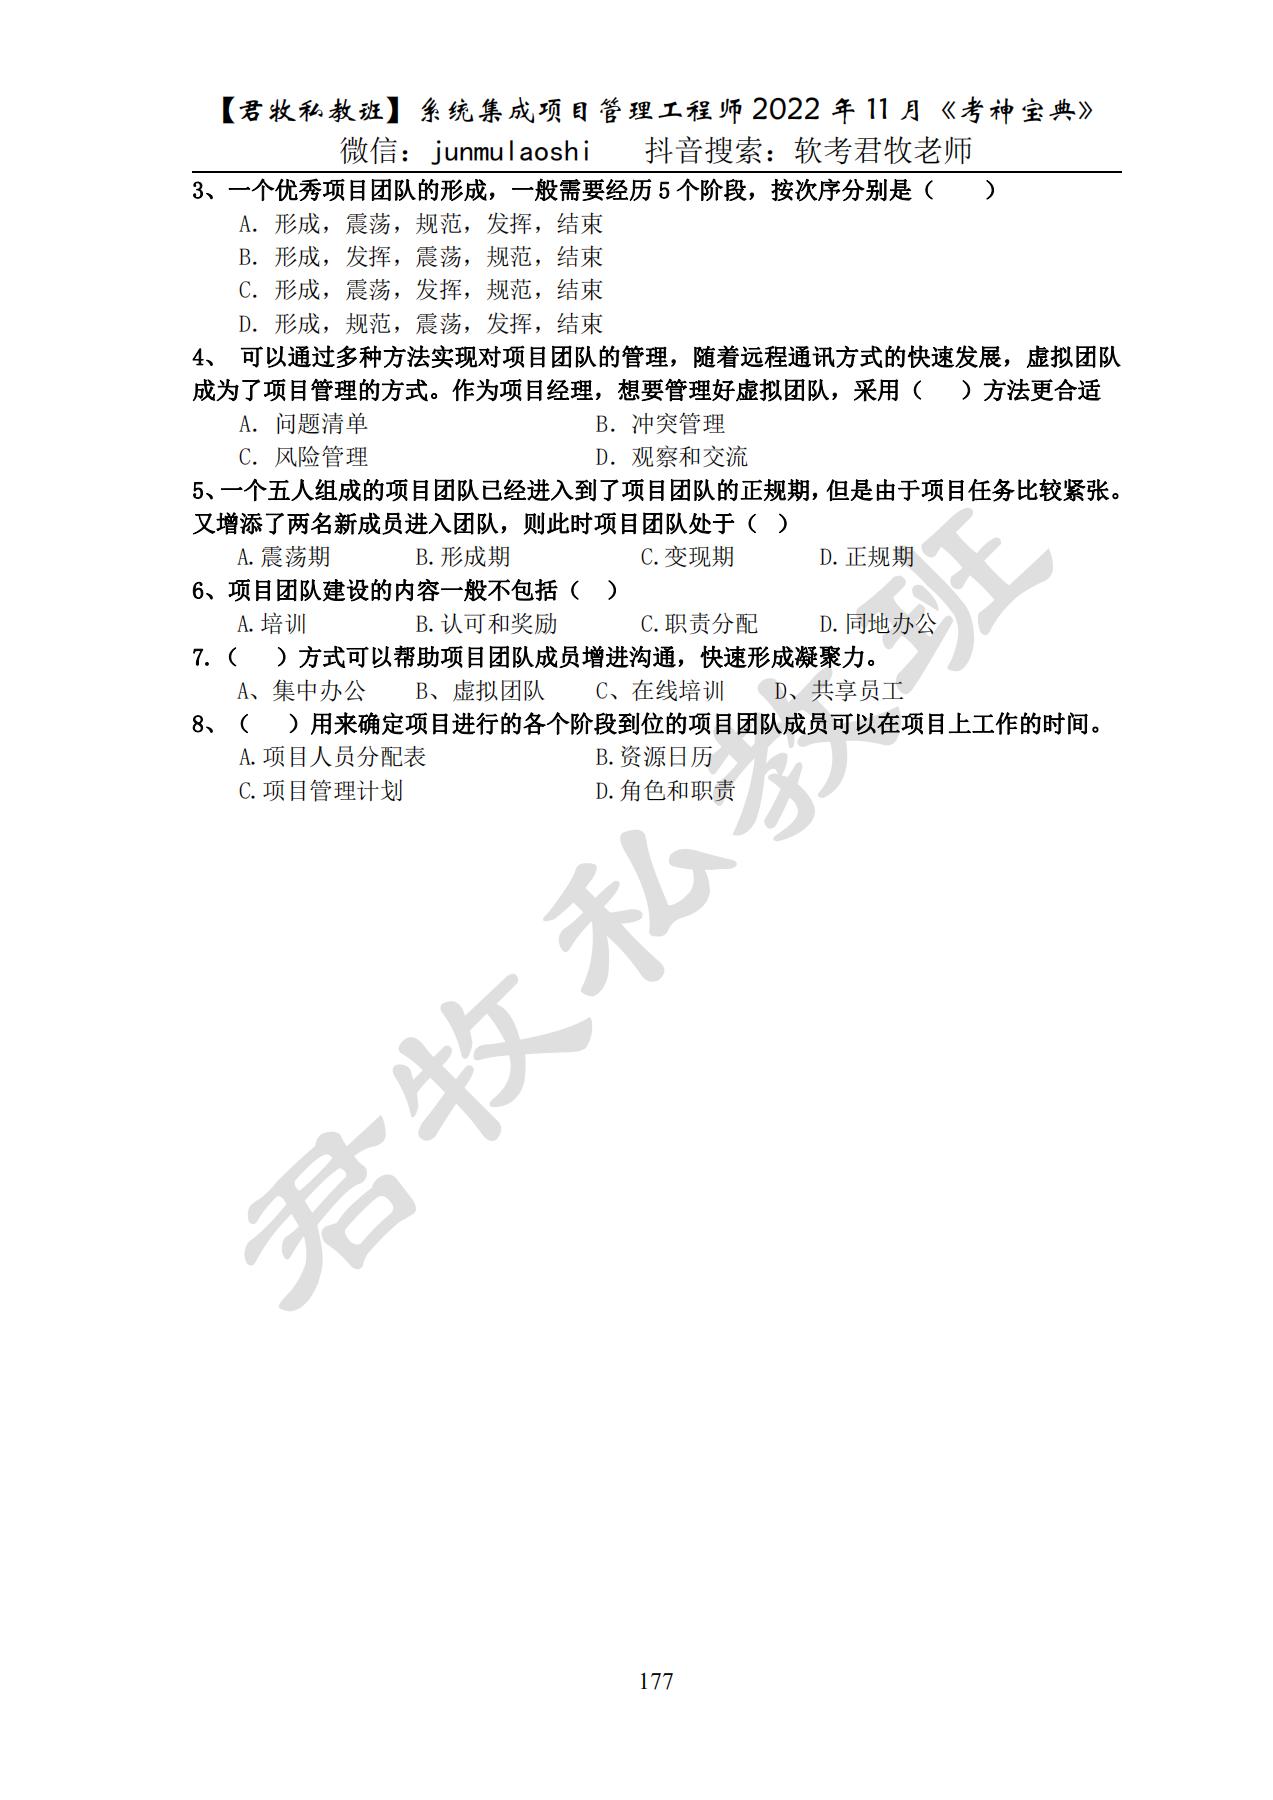 【君牧私教班】系统集成项目管理工程师 2022 年 11 月《考神宝典》
微信：junmulaoshi 抖音搜索：软考君牧老师
3、一个优秀项目团队的形成，一般需要经历 5 个阶段，按次序分别是（ ）
A. 形成，震荡，规范，发挥，结束
B. 形成，发挥，震荡，规范，结束
C. 形成，震荡，发挥，规范，结束
D. 形成，规范，震荡，发挥，结束
4、 可以通过多种方法实现对项目团队的管理，随着远程通讯方式的快速发展，虚拟团队
成为了项目管理的方式。作为项目经理，想要管理好虚拟团队，采用（ ）方法更合适
A. 问题清单 B. 冲突管理
C. 风险管理 D. 观察和交流
5、一个五人组成的项目团队已经进入到了项目团队的正规期，但是由于项目任务比较紧张。
又增添了两名新成员进入团队，则此时项目团队处于（ ）
A.震荡期 B.形成期 C.变现期 D.正规期
6、项目团队建设的内容一般不包括（ ）
A.培训 B.认可和奖励 C.职责分配 D.同地办公
7.（ ）方式可以帮助项目团队成员增进沟通，快速形成凝聚力。
A、集中办公 B、虚拟团队 C、在线培训 D、共享员工
8、（ ）用来确定项目进行的各个阶段到位的项目团队成员可以在项目上工作的时间。
A.项目人员分配表 B.资源日历
C.项目管理计划 D.角色和职责
君牧私教班
177